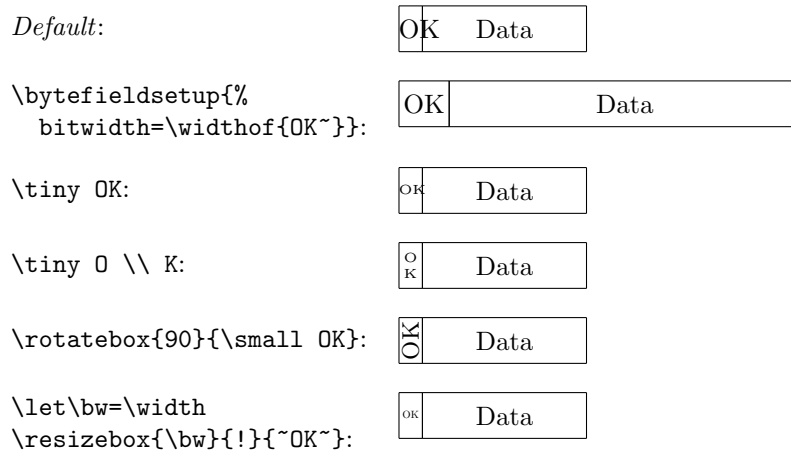 Default: OK Data
\bytefieldsetup{%
bitwidth=\widthof{OK~}}: OK Data
\tiny OK: OK Data
\tiny O \\ K: O K Data
\rotatebox{90}{\small OK}: OK Data
\let\bw=\width
\resizebox{\bw}{!}{~OK~}: OK Data